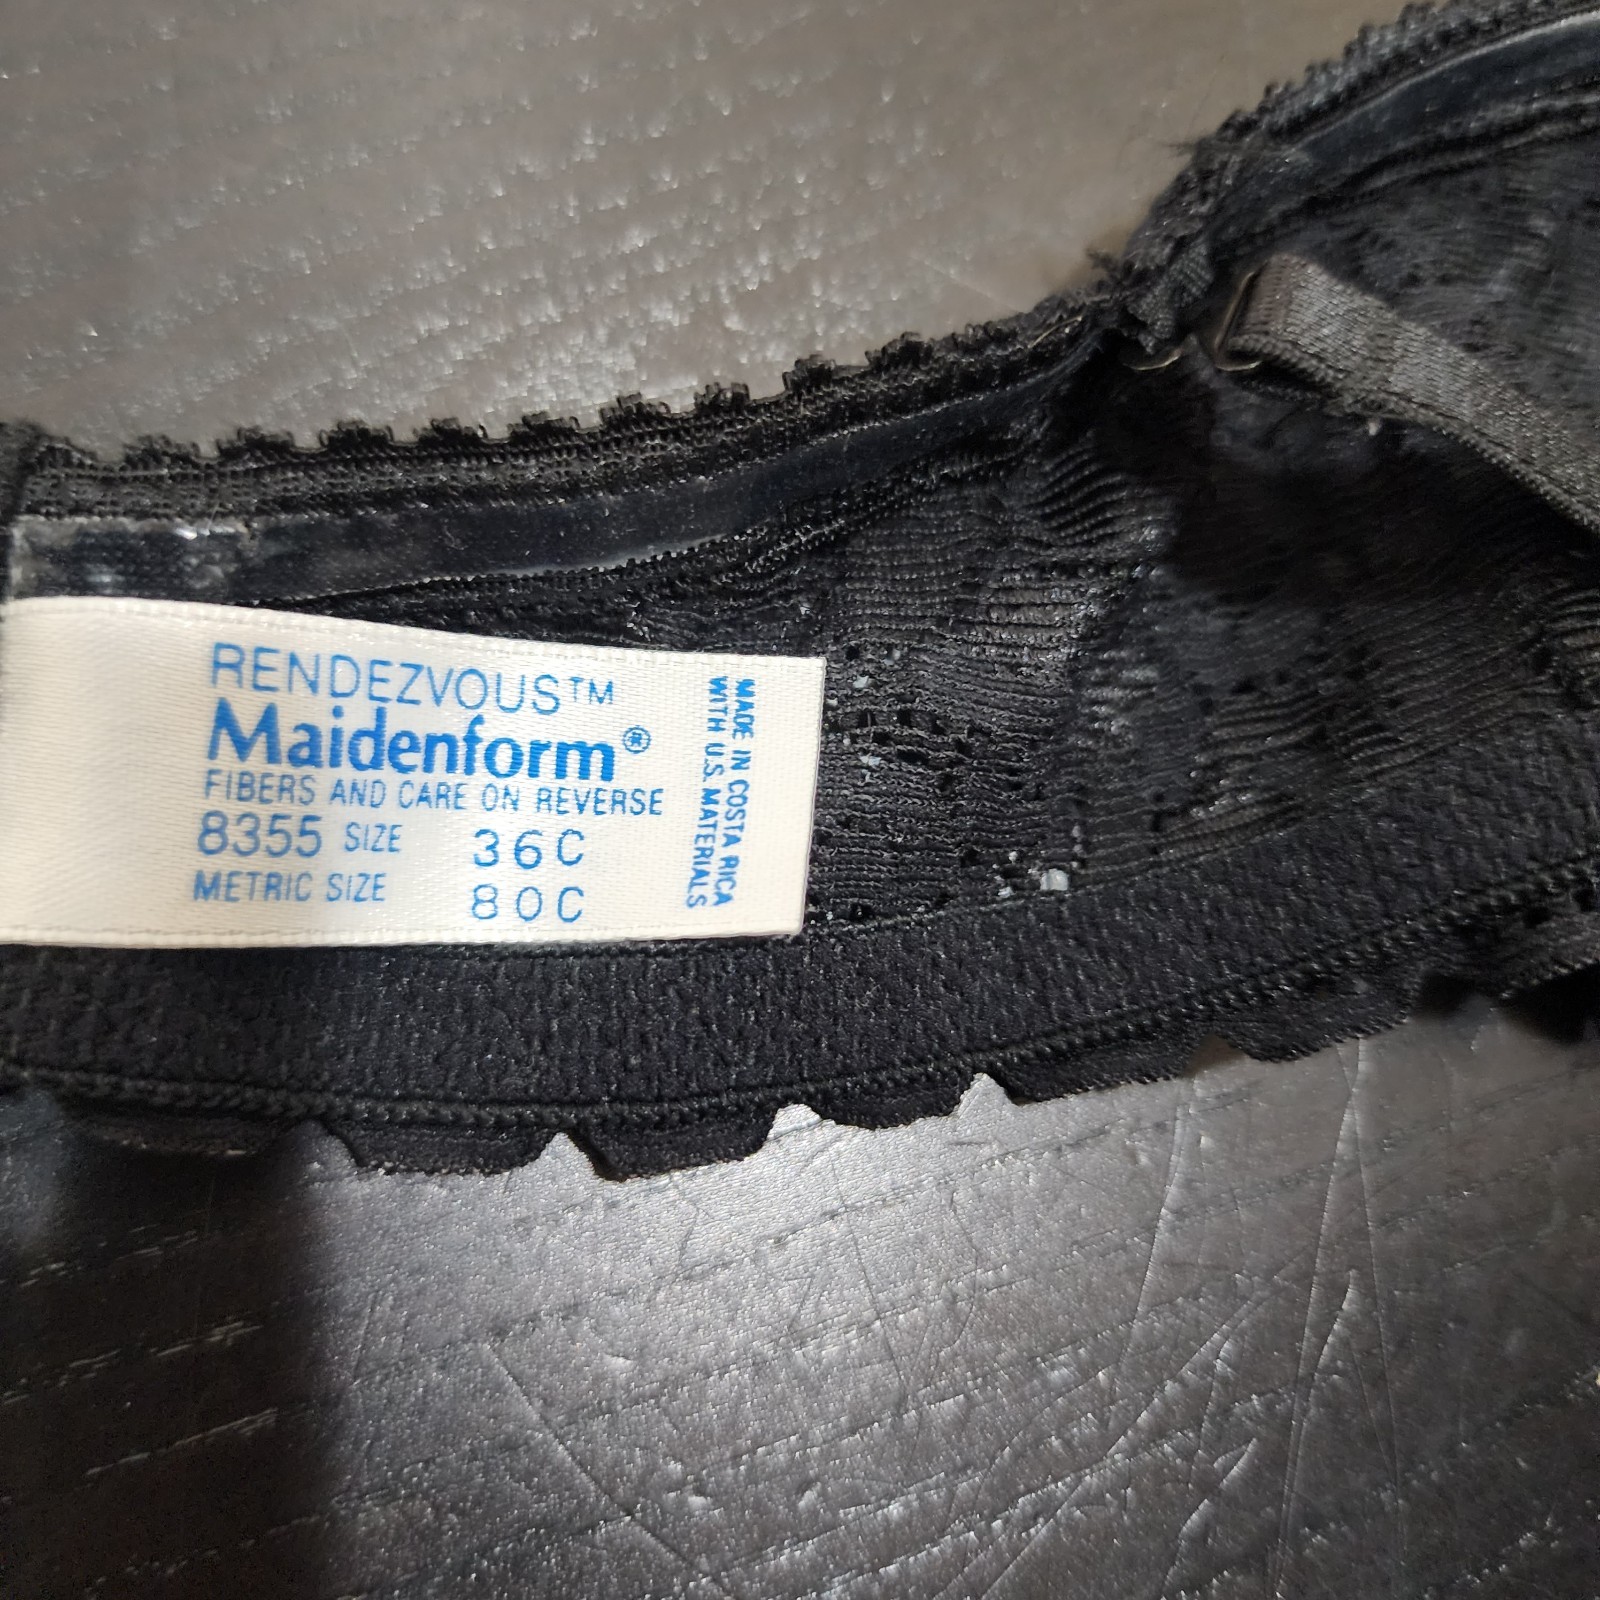 RENDEZVOUS™
Maidenform®
FIBERS AND CARE ON REVERSE
8355 SIZE 36C
METRIC SIZE 80C
MADE IN COSTA RICA
WITH U.S. MATERIALS